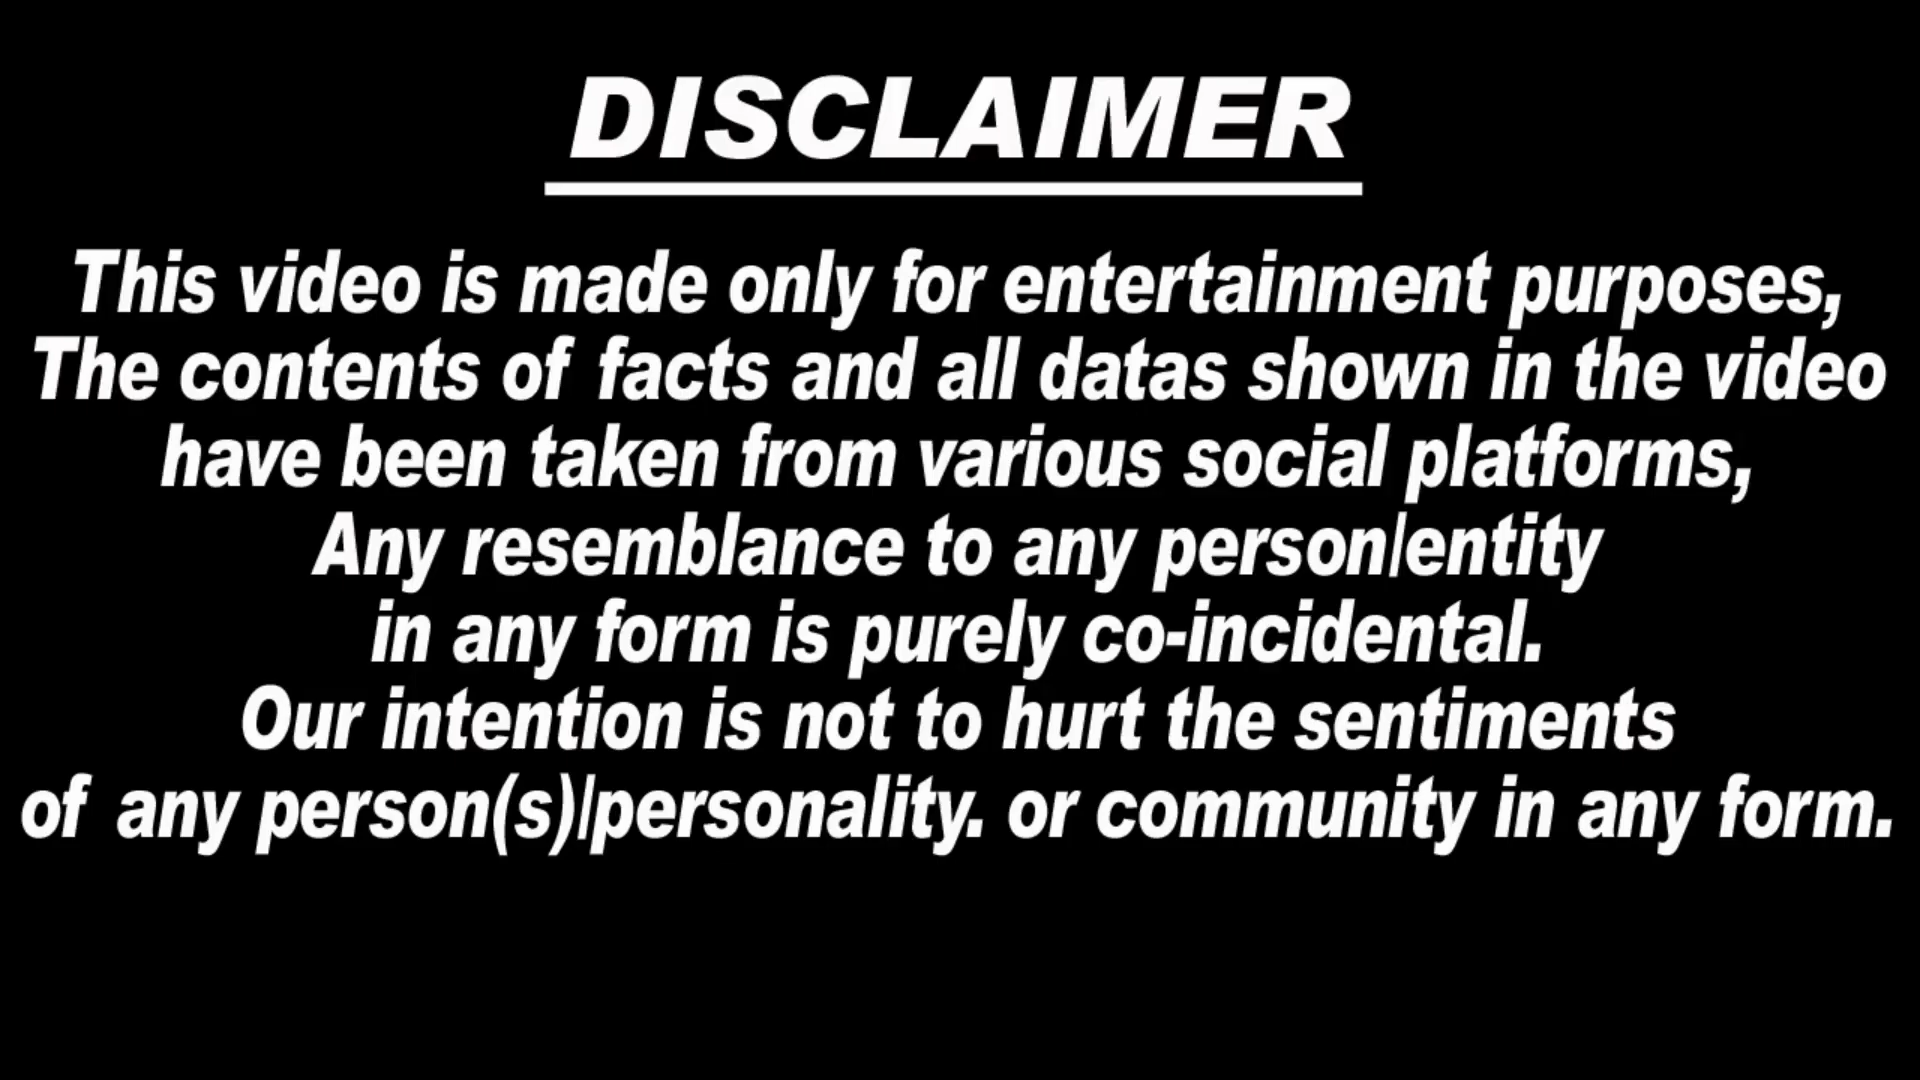 DISCLAIMER
This video is made only for entertainment purposes,
The contents of facts and all datas shown in the video
have been taken from various social platforms,
Any resemblance to any person/entity
in any form is purely co-incidental.
Our intention is not to hurt the sentiments
of any person(s)/personality. or community in any form.